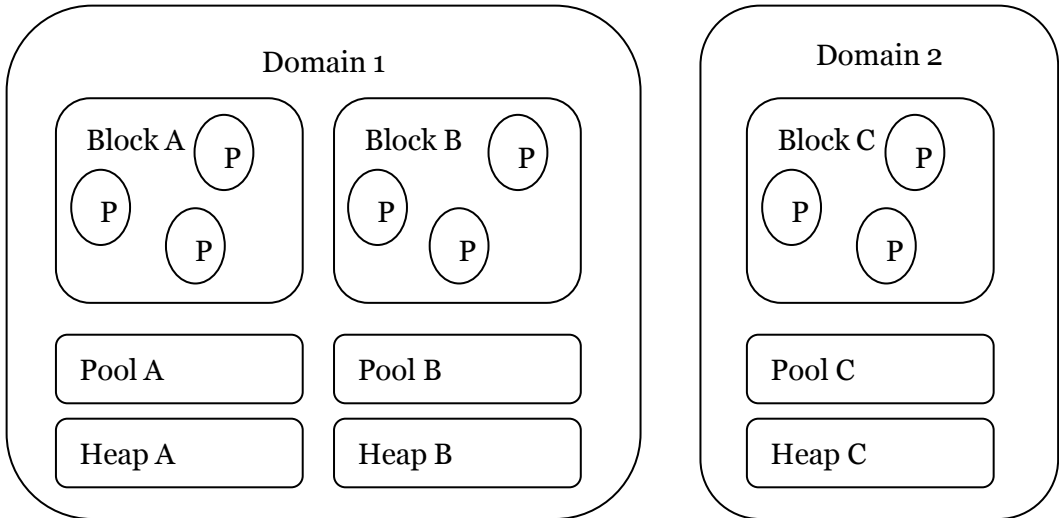 Domain 1
Block A
P
P
P
Block B
P
P
P
Pool A
Pool B
Heap A
Heap B
Domain 2
Block C
P
P
P
Pool C
Heap C